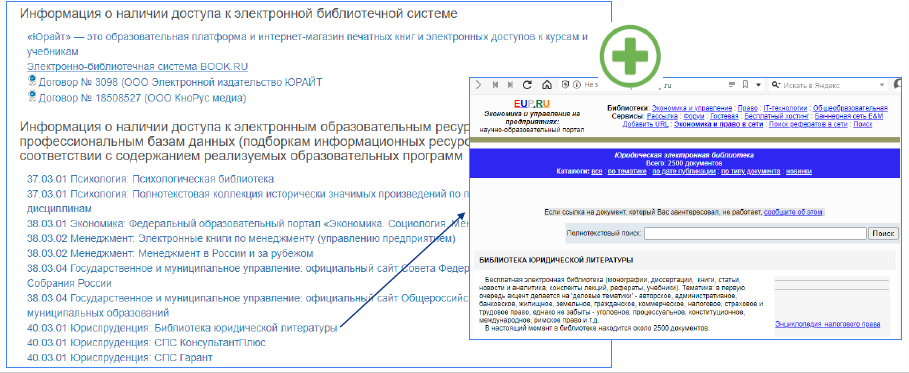 Информация о наличии доступа к электронной библиотечной системе
«Юрайт» — это образовательная платформа и интернет-магазин печатных книг и электронных доступов к курсам и
учебникам
Электронно-библиотечная система BOOK.RU
Договор № 3098 (ООО Электронной издательство ЮРАЙТ
Договор № 18508527 (ООО КноРус медиа)
Информация о наличии доступа к электронным образовательным ресур
профессиональным базам данных (подборкам информационных ресурс
соответствии с содержанием реализуемых образовательных программ
37.03.01 Психология: Психологическая библиотека
37.03.01 Психология: Полнотекстовая коллекция исторически значимых произведений по п
дисциплинам
38.03.01 Экономика: Федеральный образовательный портал «Экономика. Социология. Мен
38.03.02 Менеджмент: Электронные книги по менеджменту (управлению предприятием)
38.03.02 Менеджмент: Менеджмент в России и за рубежом
38.03.04 Государственное и муниципальное управление: официальный сайт Совета Федер
Собрания России
38.03.04 Государственное и муниципальное управление: официальный сайт Общероссийс
муниципальных образований
40.03.01 Юриспруденция: Библиотека юридической литературы
40.03.01 Юриспруденция: СПС КонсультантПлюс
40.03.01 Юриспруденция: СПС Гарант
Не з .ru Искать в Яндекс
EUP.RU
Экономика и управление на
предприятиях:
научно-образовательный портал
Библиотеки: Экономика и управление : Право : IT-технологии : Общеобразовательная
Сервисы: Рассылка : Форум : Гостевая : Бесплатный хостинг : Баннерная сеть E&M
Добавить URL : Экономика и право в сети : Поиск рефератов в сети : Поиск
Юридическая электронная библиотека
Всего: 2500 документов
Каталоги: все : по тематике : по дате публикации : по типу документа : новинки
Если ссылка на документ, который Вас заинтересовал, не работает, сообщите об этом.
Полнотекстовый поиск: Поиск
БИБЛИОТЕКА ЮРИДИЧЕСКОЙ ЛИТЕРАТУРЫ
Бесплатная электронная библиотека (монографии, диссертации, книги, статьи,
новости и аналитика, конспекты лекций, рефераты, учебники). Тематика: в первую
очередь акцент делается на 'деловые тематики' - авторское, административное,
банковское, жилищное, земельное, гражданское, коммерческое, налоговое, страховое и
трудовое право, однако не забыты - уголовное, процессуальное, конституционное,
международное, римское право и т.д.
В настоящий момент в библиотеке находится около 2500 документов.
Энциклопедия налогового права